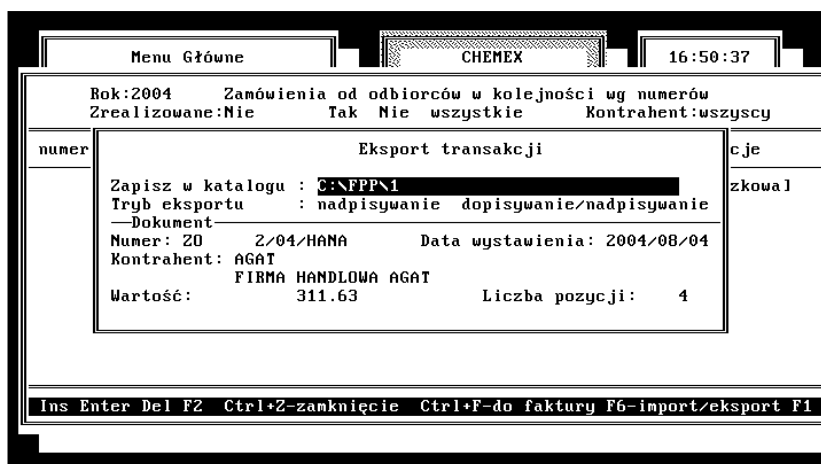 Menu Główne CHEMEX 16:50:37
Rok:2004 Zamówienia od odbiorców w kolejności wg numerów
Zrealizowane:Nie Tak Nie wszystkie Kontrahent:wszyscy
numer cje
Eksport transakcji
Zapisz w katalogu : C:\FPP\1 zkowa]
Tryb eksportu : nadpisywanie dopisywanie/nadpisywanie
Dokument
Numer: ZO 2/04/HANA Data wystawienia: 2004/08/04
Kontrahent: AGAT
FIRMA HANDLOWA AGAT
Wartość: 311.63 Liczba pozycji: 4
Ins Enter Del F2 Ctrl+Z-zamknięcie Ctrl+F-do faktury F6-import/eksport F1